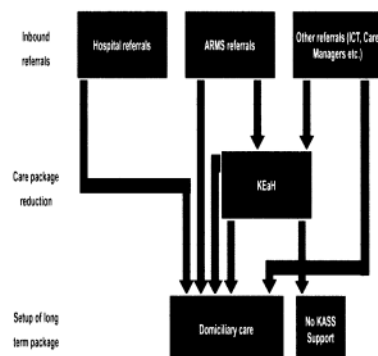 Inbound
referrals
Hospital referrals
ARMS referrals
Other referrals (ICT, Care
Managers etc.)
Care package
reduction
KEaH
Setup of long
term package
Domiciliary care
No KASS
Support